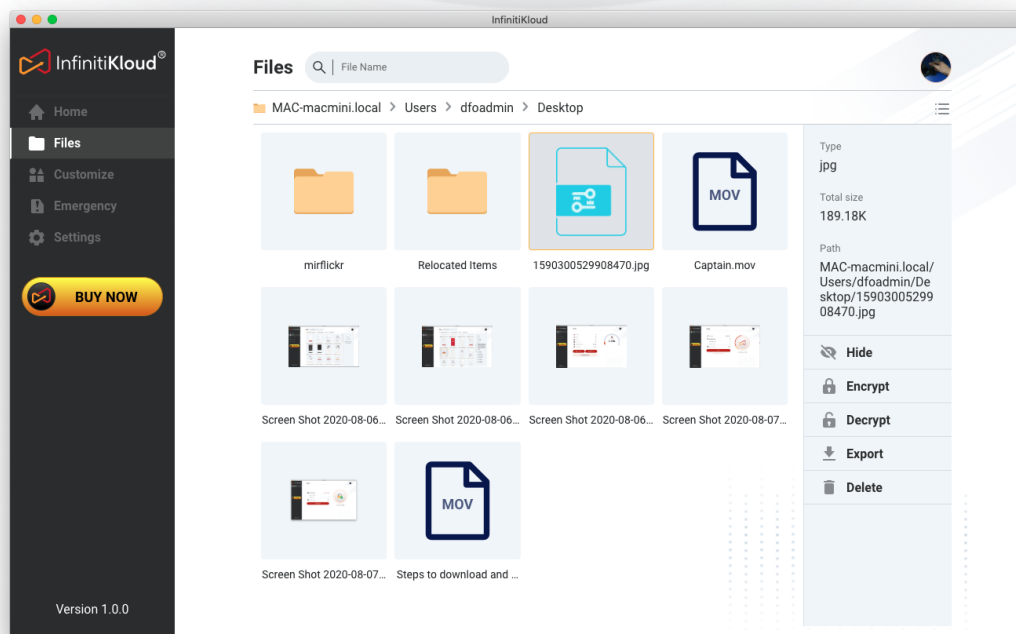 InfinitiKloud
InfinitiKloud®
Home
Files
Customize
Emergency
Settings
BUY NOW
Version 1.0.0
Files
File Name
MAC-macmini.local > Users > dfoadmin > Desktop
mirflickr
Relocated Items
1590300529908470.jpg
MOV
Captain.mov
Screen Shot 2020-08-06...
Screen Shot 2020-08-06...
Screen Shot 2020-08-06...
Screen Shot 2020-08-07...
Screen Shot 2020-08-07...
MOV
Steps to download and ...
Type
jpg
Total size
189.18K
Path
MAC-macmini.local/
Users/dfoadmin/De
sktop/15903005299
08470.jpg
Hide
Encrypt
Decrypt
Export
Delete